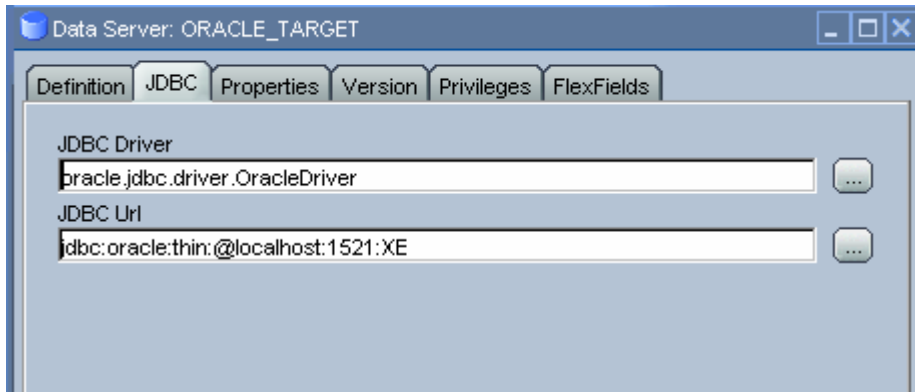 Data Server: ORACLE_TARGET
Definition JDBC Properties Version Privileges FlexFields
JDBC Driver
oracle.jdbc.driver.OracleDriver
...
JDBC Url
jdbc:oracle:thin:@localhost:1521:XE
...